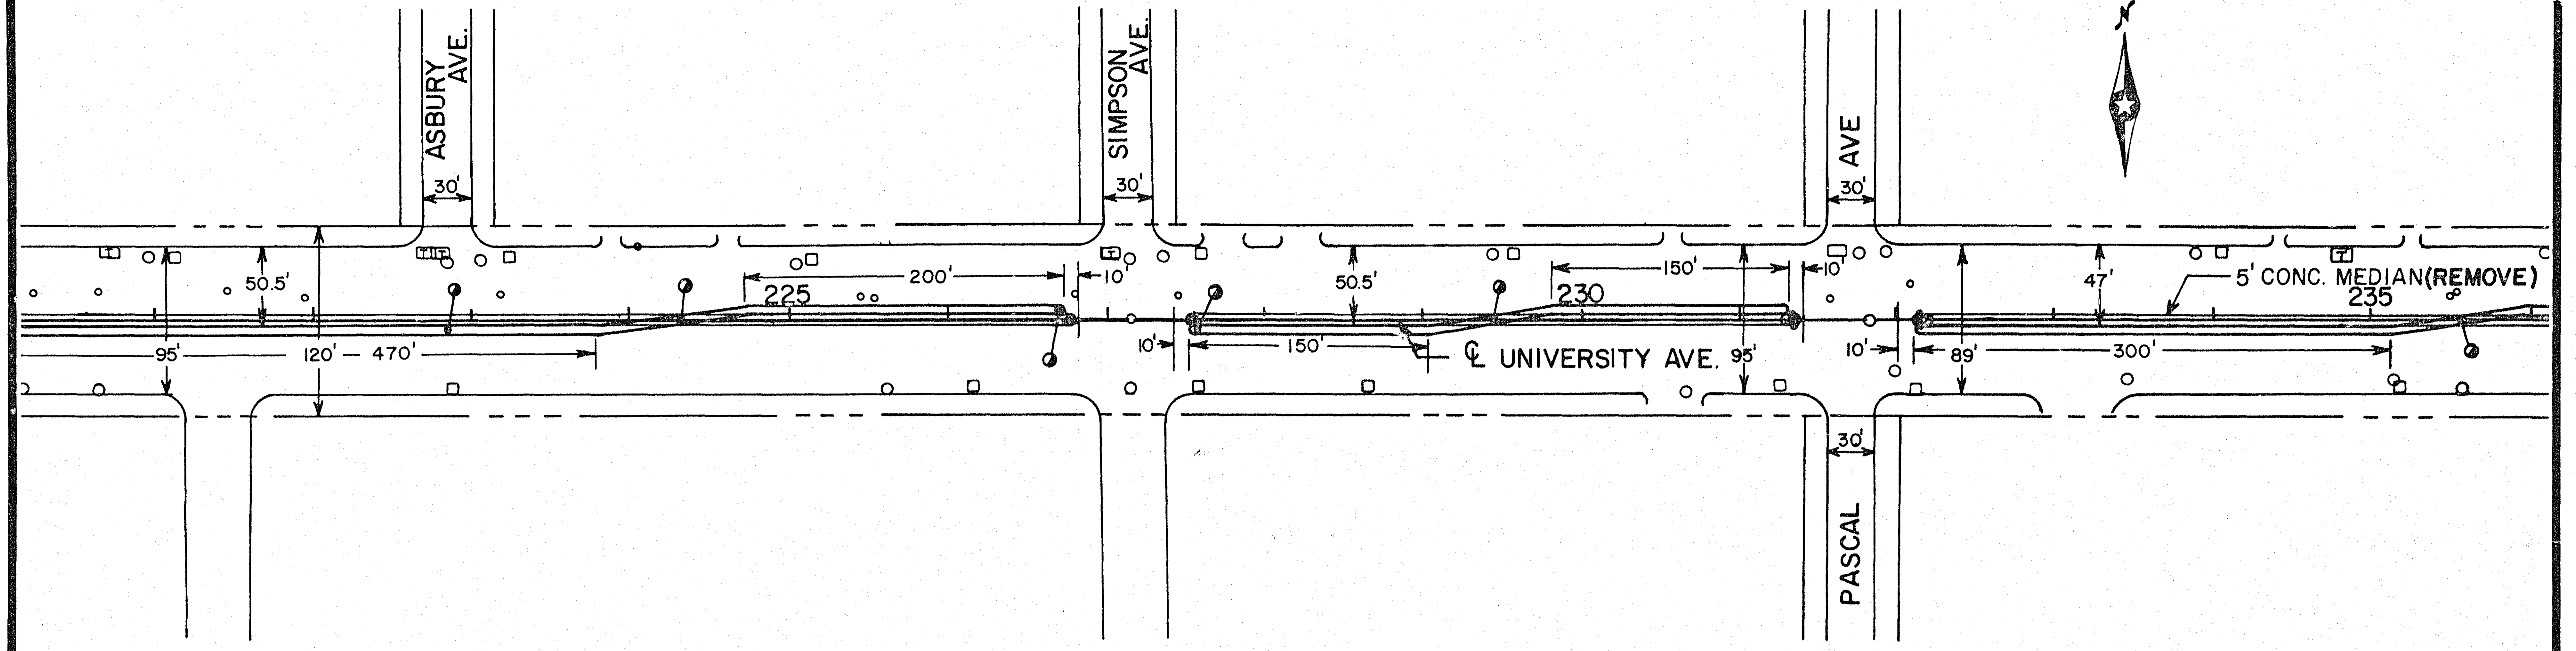 N
ASBURY
AVE.
SIMPSON
AVE.
AVE
30'
30'
30'
50.5'
200'
10'
50.5'
150'
10'
47'
5' CONC. MEDIAN (REMOVE)
225
230
235
95'
120'
470'
10'
150'
℄ UNIVERSITY AVE.
95'
10'
89'
300'
30'
PASCAL
T
T T
T
T